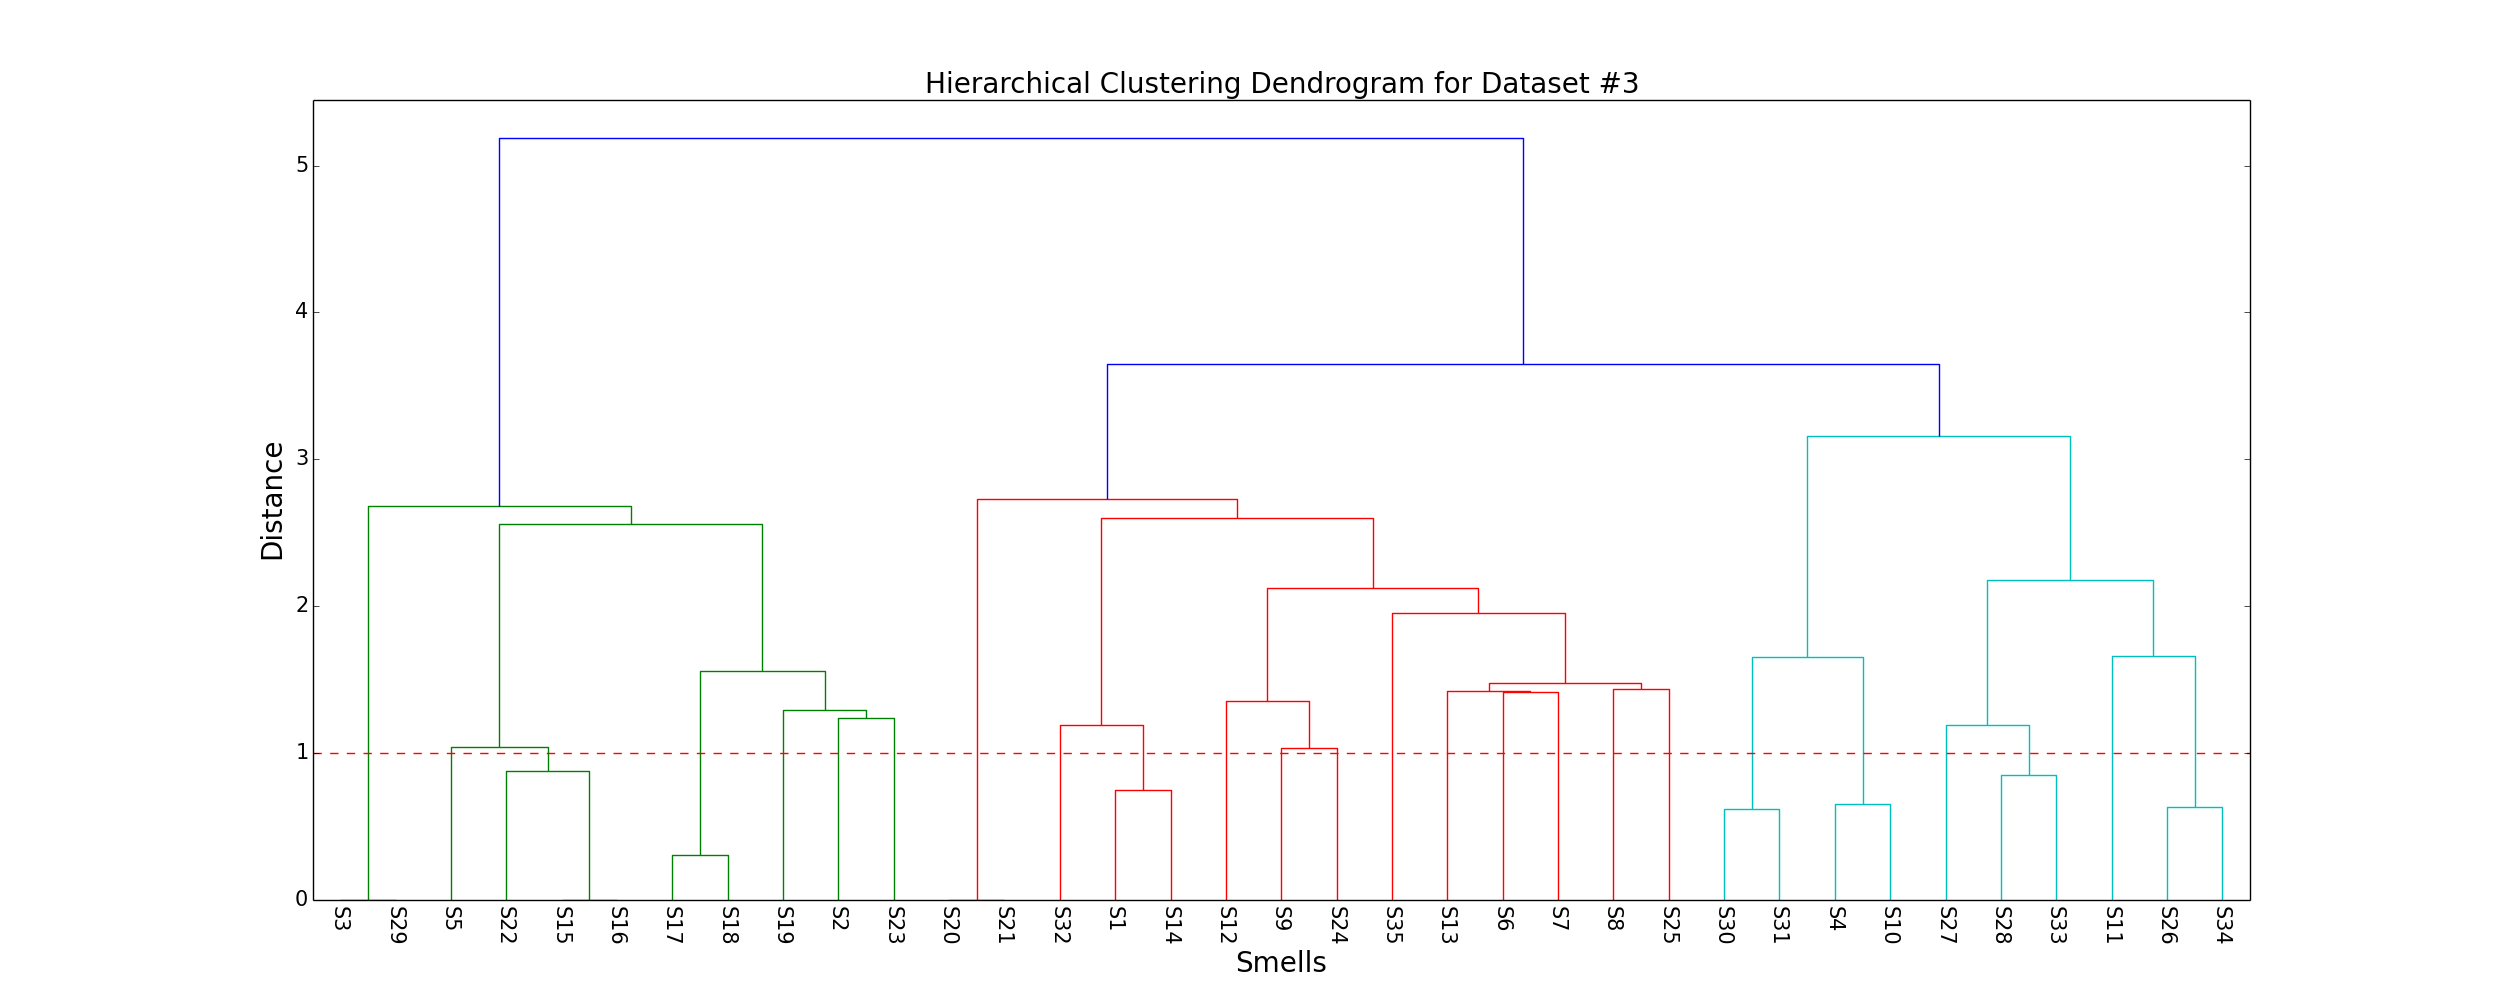 Hierarchical Clustering Dendrogram for Dataset #3
5
4
3
2
1
0
Distance
S3 S29 S5 S22 S15 S16 S17 S18 S19 S2 S23 S20 S21 S32 S1 S14 S12 S9 S24 S35 S13 S6 S7 S8 S25 S30 S31 S4 S10 S27 S28 S33 S11 S26 S34
Smells